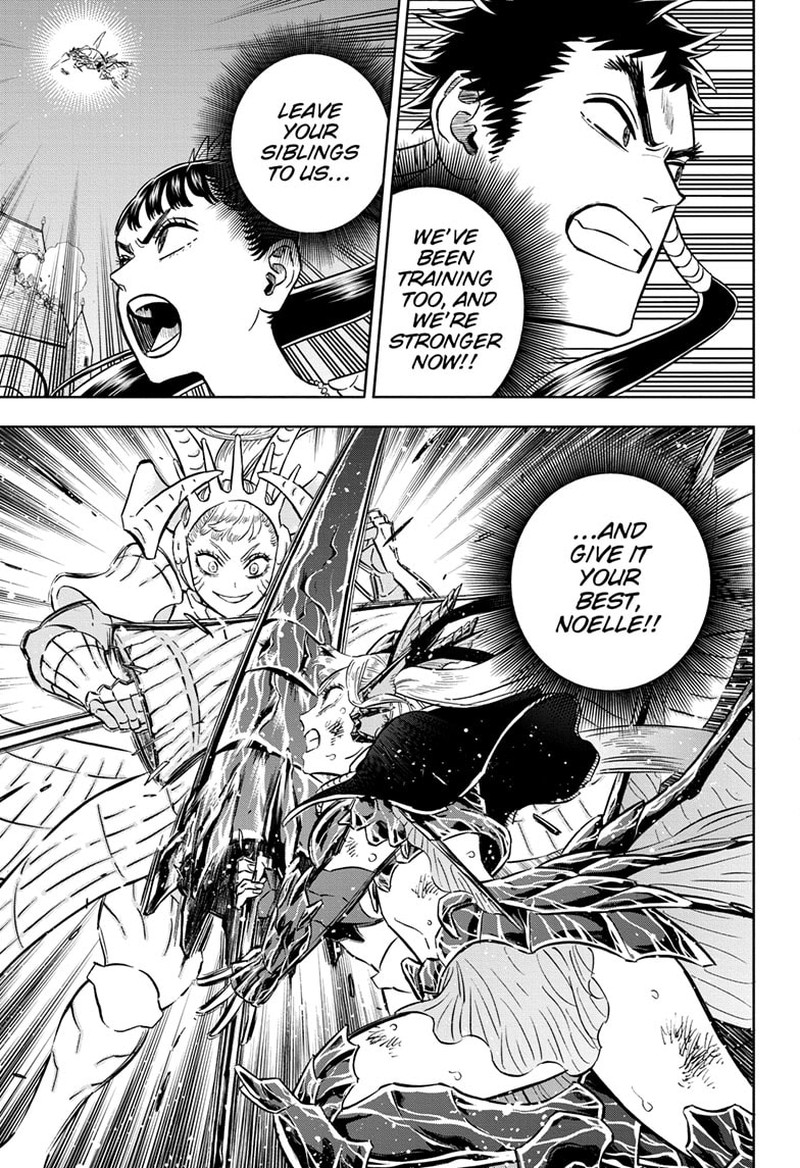 WE'VE
BEEN
TRAINING
TOO, AND
WE'RE
STRONGER
NOW!!
LEAVE
YOUR
SIBLINGS
TO US...
...AND
GIVE IT
YOUR
BEST,
NOELLE!!